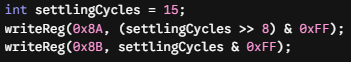 int settlingCycles = 15;
writeReg(0x8A, (settlingCycles >> 8) & 0xFF);
writeReg(0x8B, settlingCycles & 0xFF);